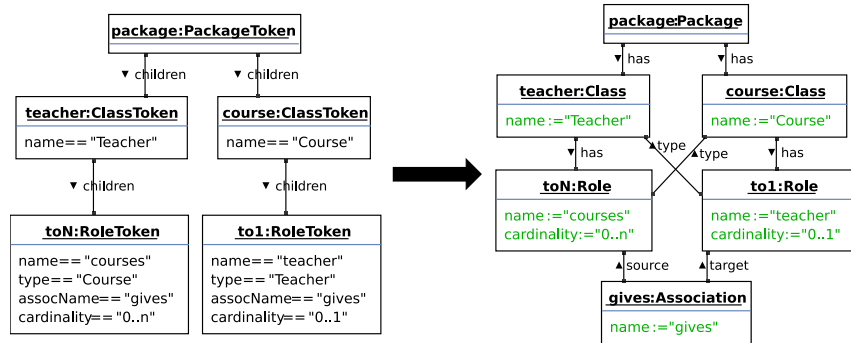 package:PackageToken
▼ children
▼ children
teacher:ClassToken
name== "Teacher"
course:ClassToken
name== "Course"
▼ children
▼ children
toN:RoleToken
name== "courses"
type== "Course"
assocName== "gives"
cardinality== "0..n"
to1:RoleToken
name== "teacher"
type== "Teacher"
assocName== "gives"
cardinality== "0..1"
package:Package
▼ has
▼ has
teacher:Class
name :="Teacher"
course:Class
name :="Course"
▼ has
▲type
▲type
▼ has
toN:Role
name :="courses"
cardinality:="0..n"
to1:Role
name :="teacher"
cardinality:="0..1"
▲source
▲target
gives:Association
name :="gives"